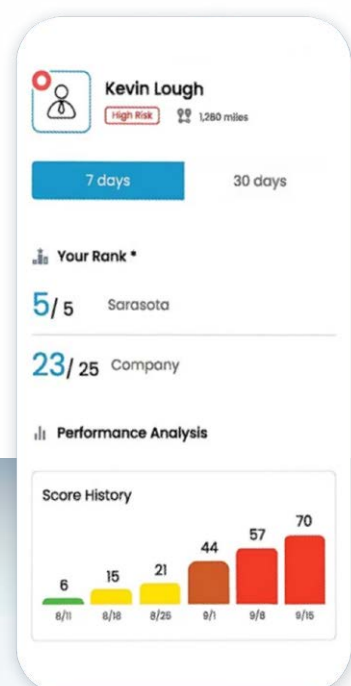 Kevin Lough
High Risk 1,280 miles
7 days 30 days
Your Rank *
5/ 5 Sarasota
23/ 25 Company
Performance Analysis
Score History
6 15 21 44 57 70
8/11 8/18 8/25 9/1 9/8 9/15